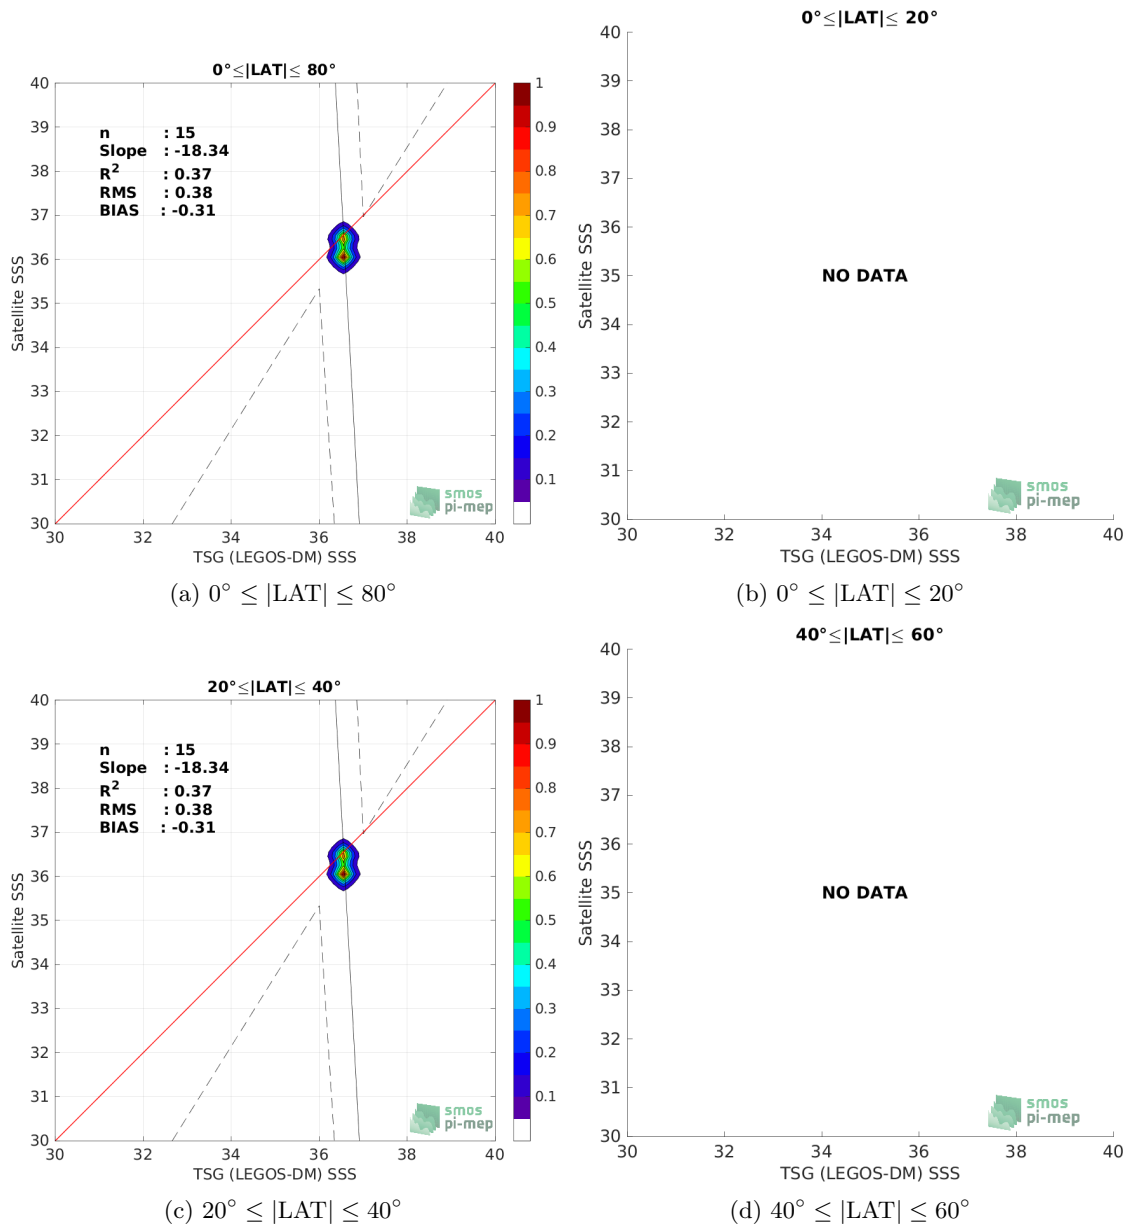 0°≤|LAT|≤ 80°
40
39
38
37
36
35
34
33
32
31
30
Satellite SSS
n : 15
Slope : -18.34
R² : 0.37
RMS : 0.38
BIAS : -0.31
smos
pi-mep
30 32 34 36 38 40
TSG (LEGOS-DM) SSS
1
0.9
0.8
0.7
0.6
0.5
0.4
0.3
0.2
0.1
(a) 0° ≤ |LAT| ≤ 80°
0°≤|LAT|≤ 20°
40
39
38
37
36
35
34
33
32
31
30
Satellite SSS
NO DATA
smos
pi-mep
30 32 34 36 38 40
TSG (LEGOS-DM) SSS
(b) 0° ≤ |LAT| ≤ 20°
20°≤|LAT|≤ 40°
40
39
38
37
36
35
34
33
32
31
30
Satellite SSS
n : 15
Slope : -18.34
R² : 0.37
RMS : 0.38
BIAS : -0.31
smos
pi-mep
30 32 34 36 38 40
TSG (LEGOS-DM) SSS
1
0.9
0.8
0.7
0.6
0.5
0.4
0.3
0.2
0.1
(c) 20° ≤ |LAT| ≤ 40°
40°≤|LAT|≤ 60°
40
39
38
37
36
35
34
33
32
31
30
Satellite SSS
NO DATA
smos
pi-mep
30 32 34 36 38 40
TSG (LEGOS-DM) SSS
(d) 40° ≤ |LAT| ≤ 60°